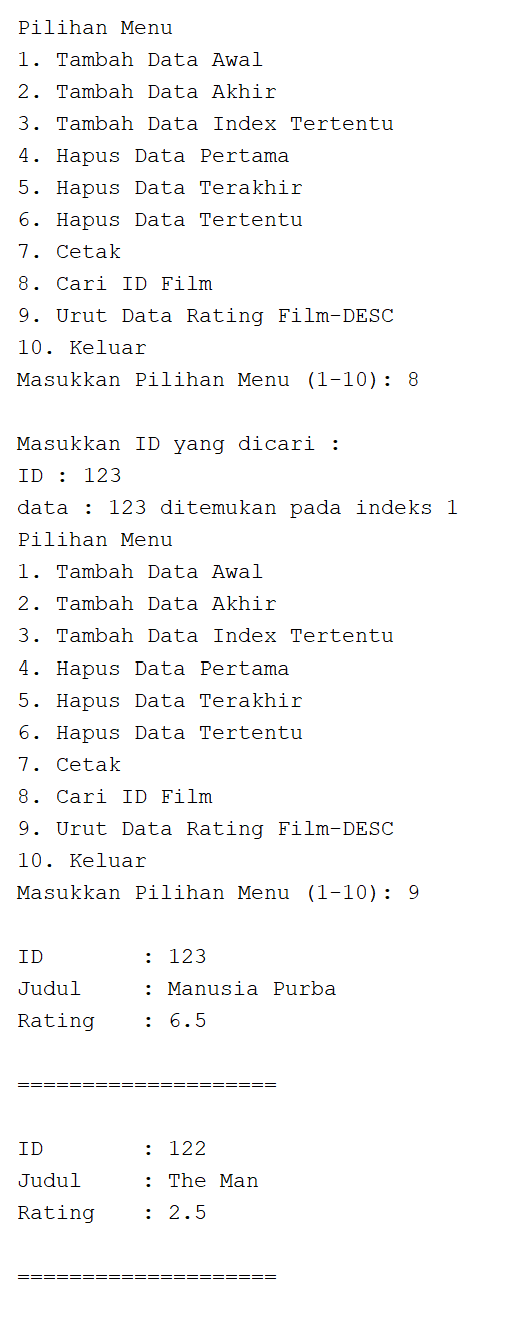 Pilihan Menu
1. Tambah Data Awal
2. Tambah Data Akhir
3. Tambah Data Index Tertentu
4. Hapus Data Pertama
5. Hapus Data Terakhir
6. Hapus Data Tertentu
7. Cetak
8. Cari ID Film
9. Urut Data Rating Film-DESC
10. Keluar
Masukkan Pilihan Menu (1-10): 8
Masukkan ID yang dicari :
ID : 123
data : 123 ditemukan pada indeks 1
Pilihan Menu
1. Tambah Data Awal
2. Tambah Data Akhir
3. Tambah Data Index Tertentu
4. Hapus Data Pertama
5. Hapus Data Terakhir
6. Hapus Data Tertentu
7. Cetak
8. Cari ID Film
9. Urut Data Rating Film-DESC
10. Keluar
Masukkan Pilihan Menu (1-10): 9
ID : 123
Judul : Manusia Purba
Rating : 6.5
====================
ID : 122
Judul : The Man
Rating : 2.5
====================